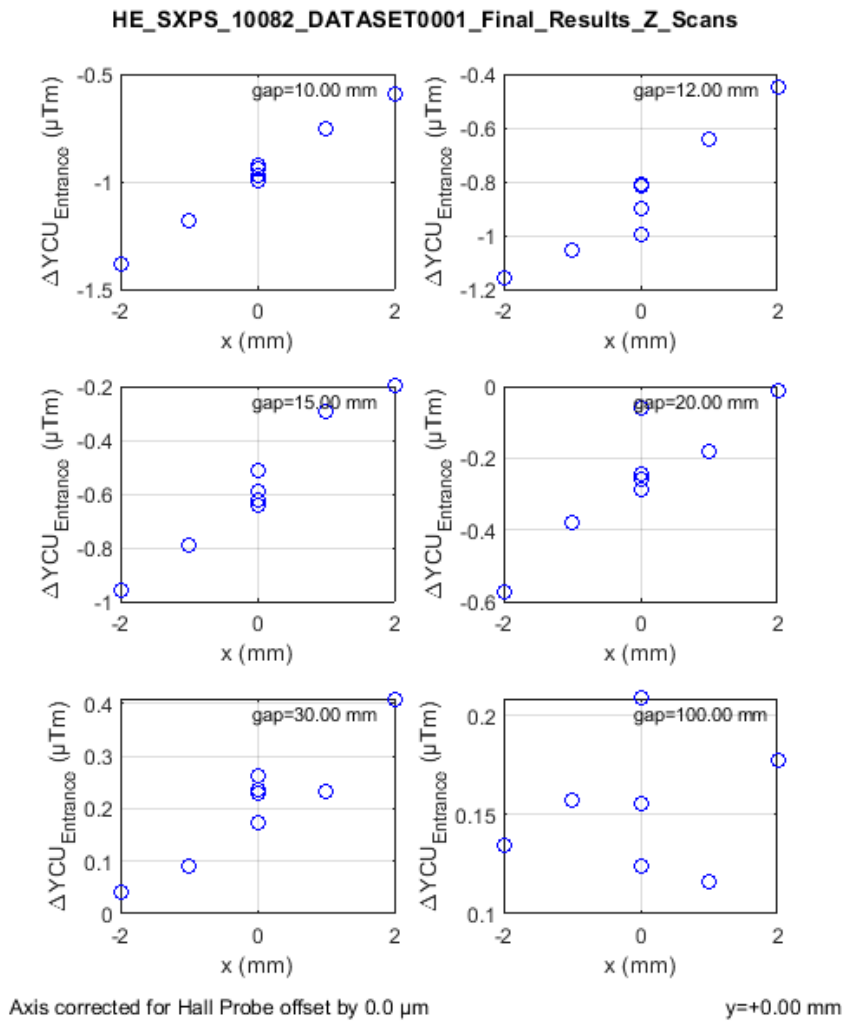 HE_SXPS_10082_DATASET0001_Final_Results_Z_Scans
-0.5
-1
-1.5
ΔYCU_Entrance (µTm)
gap=10.00 mm
-2 0 2
x (mm)
-0.4
-0.6
-0.8
-1
-1.2
ΔYCU_Entrance (µTm)
gap=12.00 mm
-2 0 2
x (mm)
-0.2
-0.4
-0.6
-0.8
-1
ΔYCU_Entrance (µTm)
gap=15.00 mm
-2 0 2
x (mm)
0
-0.2
-0.4
-0.6
ΔYCU_Entrance (µTm)
gap=20.00 mm
-2 0 2
x (mm)
0.4
0.3
0.2
0.1
0
ΔYCU_Entrance (µTm)
gap=30.00 mm
-2 0 2
x (mm)
0.2
0.15
0.1
ΔYCU_Entrance (µTm)
gap=100.00 mm
-2 0 2
x (mm)
Axis corrected for Hall Probe offset by 0.0 µm
y=+0.00 mm